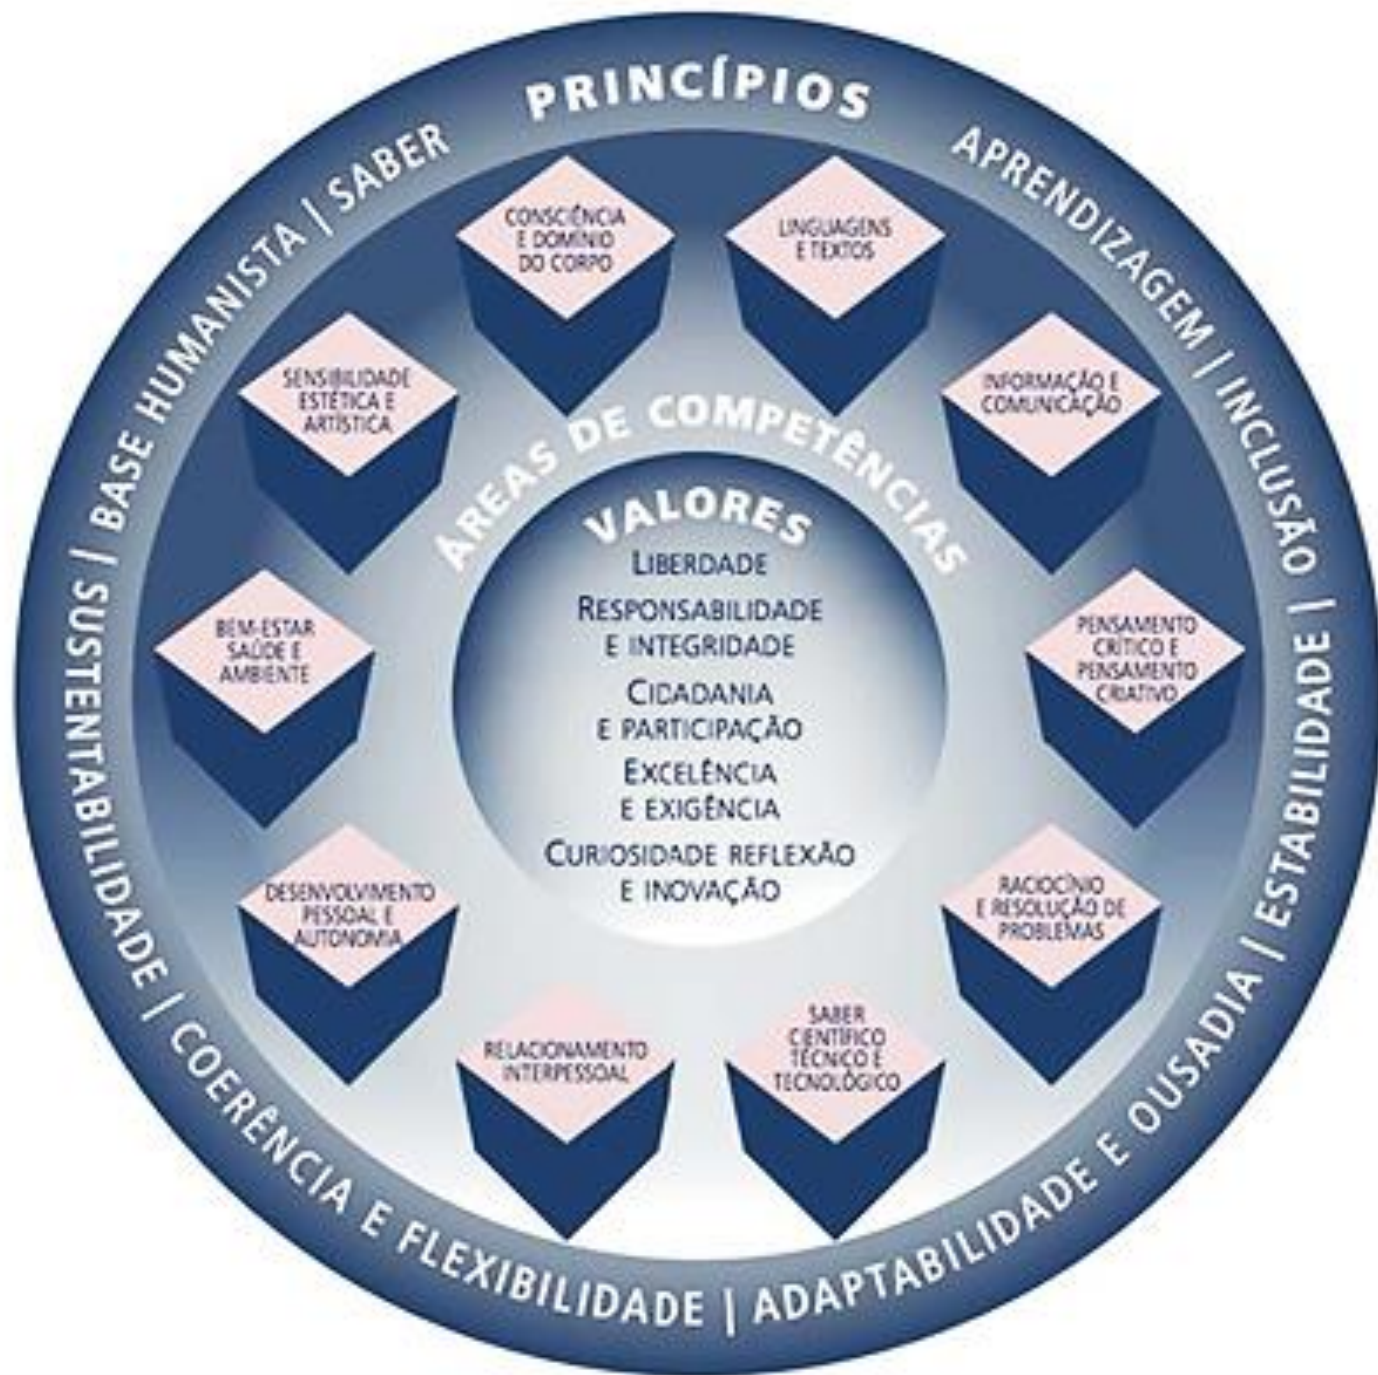 PRINCÍPIOS
APRENDIZAGEM | INCLUSÃO | ESTABILIDADE | ADAPTABILIDADE E OUSADIA | COERÊNCIA E FLEXIBILIDADE | SUSTENTABILIDADE | BASE HUMANISTA | SABER
ÁREAS DE COMPETÊNCIAS
LINGUAGENS
E TEXTOS
INFORMAÇÃO E
COMUNICAÇÃO
PENSAMENTO
CRÍTICO E
PENSAMENTO
CRIATIVO
RACIOCÍNIO
E RESOLUÇÃO DE
PROBLEMAS
SABER
CIENTÍFICO
TÉCNICO E
TECNOLÓGICO
RELACIONAMENTO
INTERPESSOAL
DESENVOLVIMENTO
PESSOAL E
AUTONOMIA
BEM-ESTAR
SAÚDE E
AMBIENTE
SENSIBILIDADE
ESTÉTICA E
ARTÍSTICA
CONSCIÊNCIA
E DOMÍNIO
DO CORPO
VALORES
LIBERDADE
RESPONSABILIDADE
E INTEGRIDADE
CIDADANIA
E PARTICIPAÇÃO
EXCELÊNCIA
E EXIGÊNCIA
CURIOSIDADE REFLEXÃO
E INOVAÇÃO